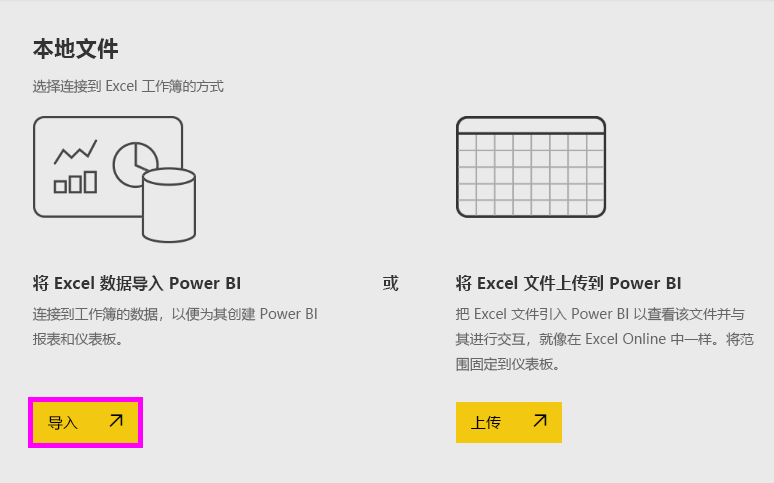 本地文件
选择连接到 Excel 工作簿的方式
将 Excel 数据导入 Power BI
连接到工作簿的数据，以便为其创建 Power BI
报表和仪表板。
导入
或
将 Excel 文件上传到 Power BI
把 Excel 文件引入 Power BI 以查看该文件并与
其进行交互，就像在 Excel Online 中一样。将范
围固定到仪表板。
上传